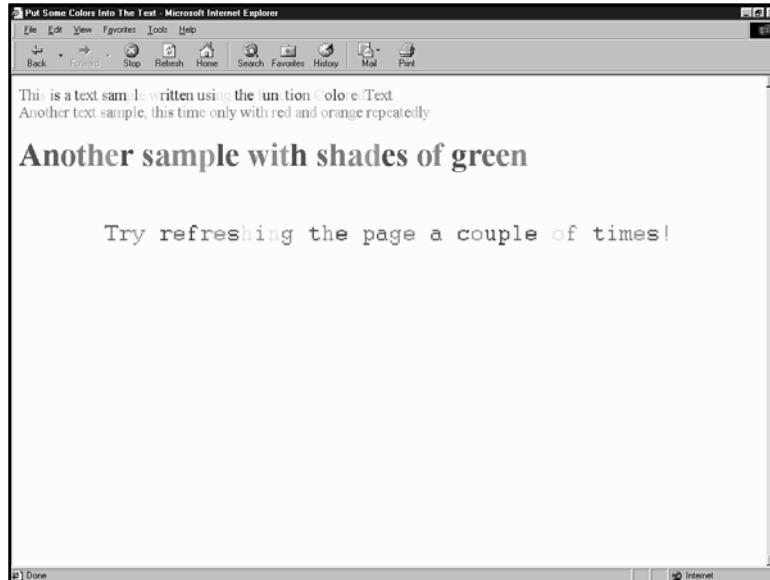 Put Some Colors Into The Text - Microsoft Internet Explorer
File Edit View Favorites Tools Help
Back Forward Stop Refresh Home Search Favorites History Mail Print
This is a text sample written using the function ColoredText
Another text sample, this time only with red and orange repeatedly
Another sample with shades of green
Try refreshing the page a couple of times!
Done Internet